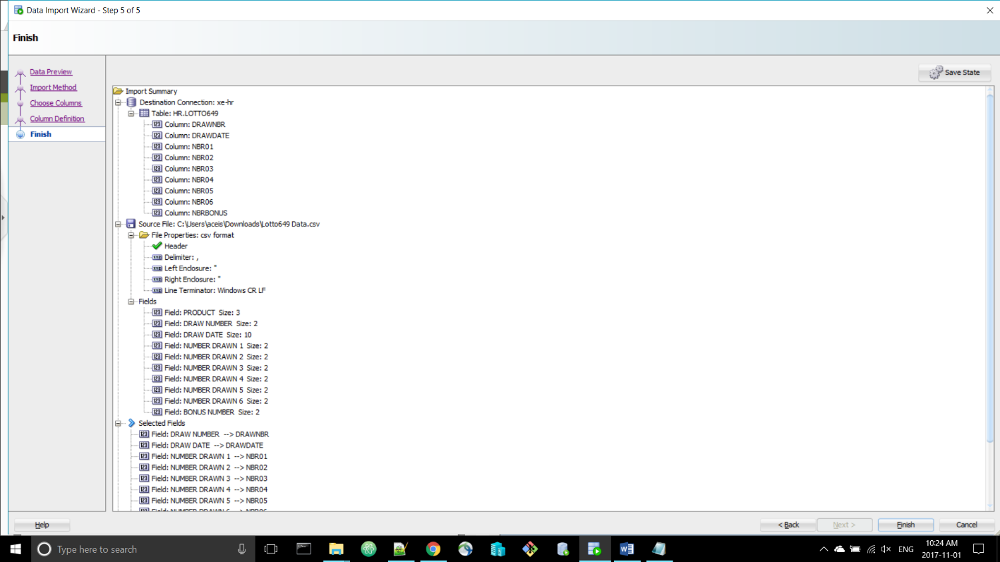 Data Import Wizard - Step 5 of 5
Finish
Data Preview
Import Method
Choose Columns
Column Definition
Finish
Save State
Import Summary
Destination Connection: xe-hr
Table: HR.LOTTO649
Column: DRAWNBR
Column: DRAWDATE
Column: NBR01
Column: NBR02
Column: NBR03
Column: NBR04
Column: NBR05
Column: NBR06
Column: NBRBONUS
Source File: C:\Users\aceis\Downloads\Lotto649 Data.csv
File Properties: csv format
Header
Delimiter: ,
Left Enclosure: "
Right Enclosure: "
Line Terminator: Windows CR LF
Fields
Field: PRODUCT Size: 3
Field: DRAW NUMBER Size: 2
Field: DRAW DATE Size: 10
Field: NUMBER DRAWN 1 Size: 2
Field: NUMBER DRAWN 2 Size: 2
Field: NUMBER DRAWN 3 Size: 2
Field: NUMBER DRAWN 4 Size: 2
Field: NUMBER DRAWN 5 Size: 2
Field: NUMBER DRAWN 6 Size: 2
Field: BONUS NUMBER Size: 2
Selected Fields
Field: DRAW NUMBER --> DRAWNBR
Field: DRAW DATE --> DRAWDATE
Field: NUMBER DRAWN 1 --> NBR01
Field: NUMBER DRAWN 2 --> NBR02
Field: NUMBER DRAWN 3 --> NBR03
Field: NUMBER DRAWN 4 --> NBR04
Field: NUMBER DRAWN 5 --> NBR05
Help
< Back
Next >
Finish
Cancel
Type here to search
ENG
10:24 AM
2017-11-01